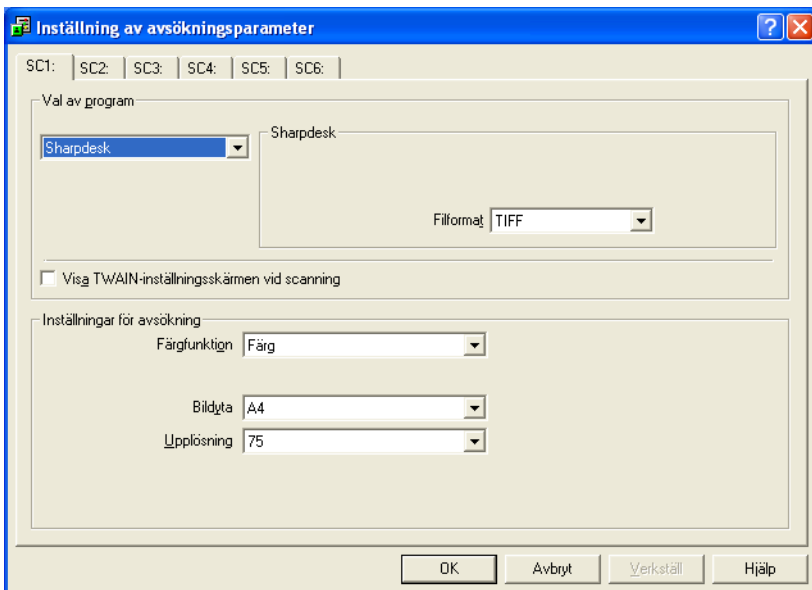 Inställning av avsökningsparameter
SC1: SC2: SC3: SC4: SC5: SC6:
Val av program
Sharpdesk
Sharpdesk
Filformat TIFF
Visa TWAIN-inställningsskärmen vid scanning
Inställningar för avsökning
Färgfunktion Färg
Bildyta A4
Upplösning 75
OK Avbryt Verkställ Hjälp